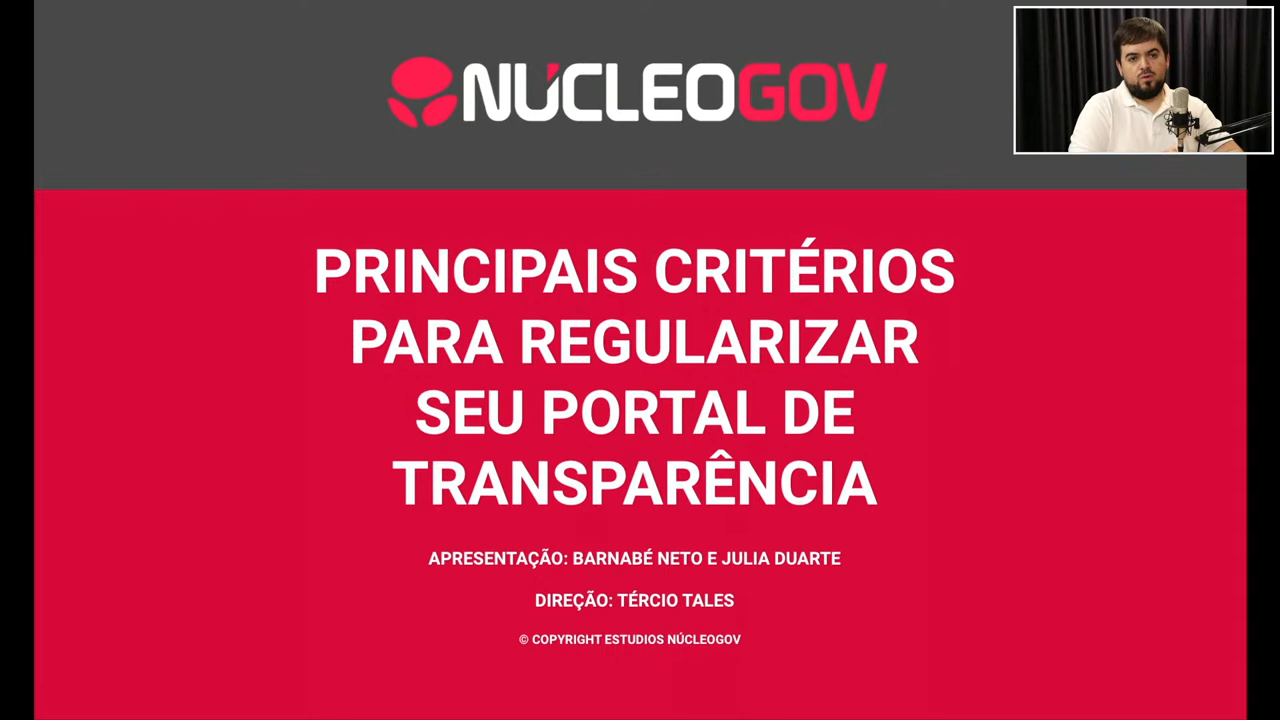 NÚCLEOGOV
PRINCIPAIS CRITÉRIOS
PARA REGULARIZAR
SEU PORTAL DE
TRANSPARÊNCIA
APRESENTAÇÃO: BARNABÉ NETO E JULIA DUARTE
DIREÇÃO: TÉRCIO TALES
© COPYRIGHT ESTUDIOS NÚCLEOGOV